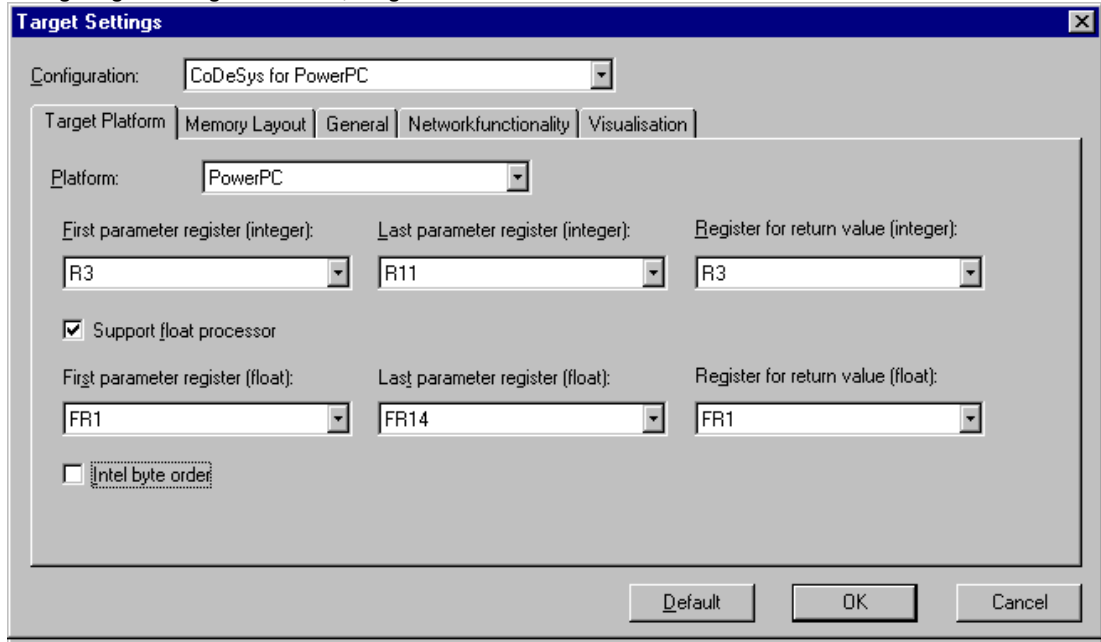 Target Settings
Configuration: CoDeSys for PowerPC
Target Platform Memory Layout General Networkfunctionality Visualisation
Platform: PowerPC
First parameter register (integer): Last parameter register (integer): Register for return value (integer):
R3 R11 R3
Support float processor
First parameter register (float): Last parameter register (float): Register for return value (float):
FR1 FR14 FR1
Intel byte order
Default OK Cancel